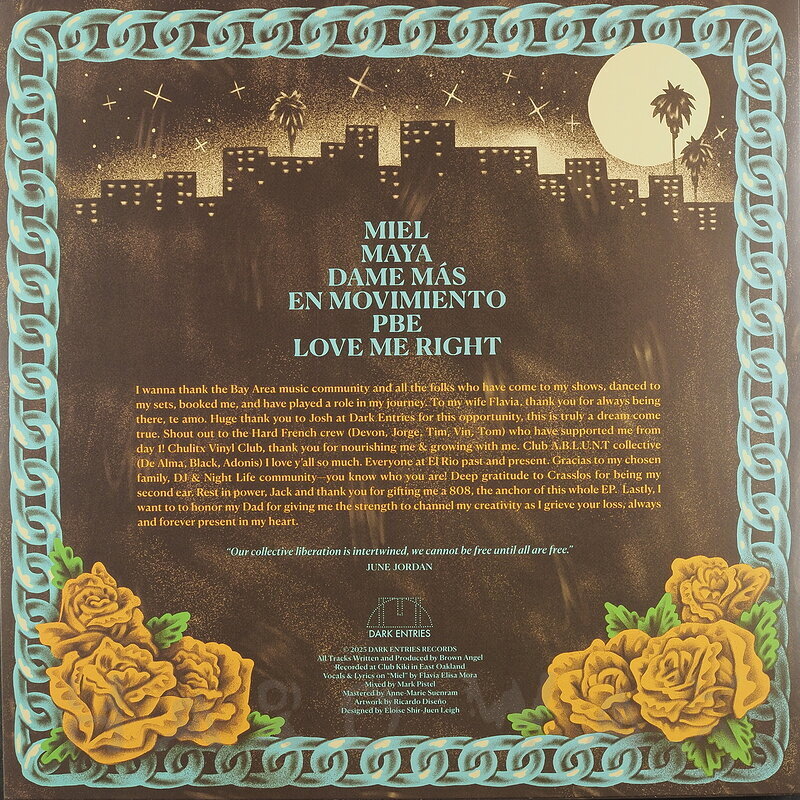 MIEL
MAYA
DAME MÁS
EN MOVIMIENTO
PBE
LOVE ME RIGHT
I wanna thank the Bay Area music community and all the folks who have come to my shows, danced to
my sets, booked me, and have played a role in my journey. To my wife Flavia, thank you for always being
there, te amo. Huge thank you to Josh at Dark Entries for this opportunity, this is truly a dream come
true. Shout out to the Hard French crew (Devon, Jorge, Tim, Vin, Tom) who have supported me from
day 1! Chulitx Vinyl Club, thank you for nourishing me & growing with me. Club A.B.L.U.N.T collective
(De Alma, Black, Adonis) I love y'all so much. Everyone at El Rio past and present. Gracias to my chosen
family, DJ & Night Life community—you know who you are! Deep gratitude to Crasslos for being my
second ear. Rest in power, Jack and thank you for gifting me a 808, the anchor of this whole EP. Lastly, I
want to to honor my Dad for giving me the strength to channel my creativity as I grieve your loss, always
and forever present in my heart.
"Our collective liberation is intertwined, we cannot be free until all are free."
JUNE JORDAN
DARK ENTRIES
© 2025 DARK ENTRIES RECORDS
All Tracks Written and Produced by Brown Angel
Recorded at Club Kiki in East Oakland
Vocals & Lyrics on "Miel" by Flavia Elisa Mora
Mixed by Mark Pistel
Mastered by Anne-Marie Suenram
Artwork by Ricardo Diseño
Designed by Eloise Shir-Juen Leigh